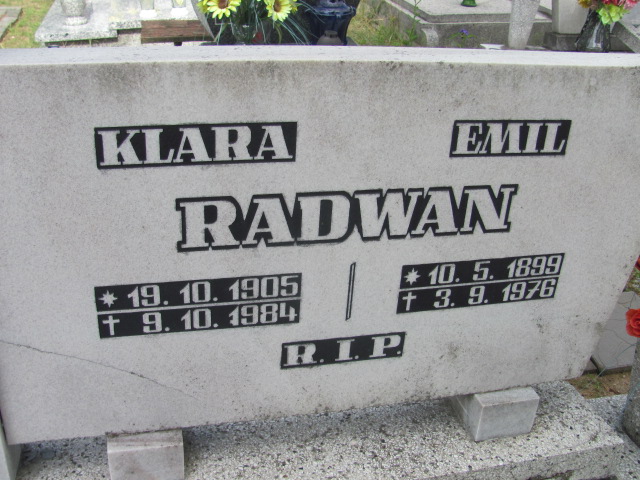 KLARA EMIL
RADWAN
* 19. 10. 1905 * 10. 5. 1899
† 9. 10. 1984 † 3. 9. 1976
R. I. P.